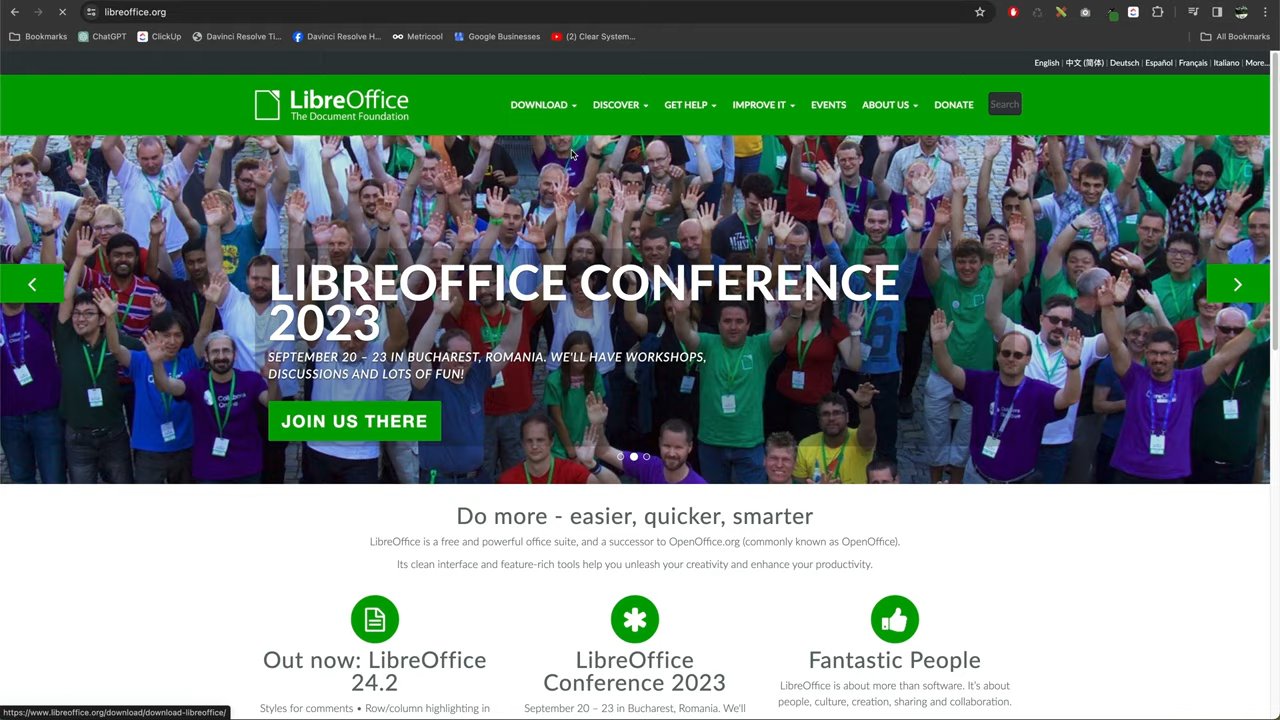 libreoffice.org
Bookmarks
ChatGPT
ClickUp
Davinci Resolve Ti...
Davinci Resolve H...
Metricool
Google Businesses
(2) Clear System...
All Bookmarks
English | 中文 (简体) | Deutsch | Español | Français | Italiano | More...
LibreOffice
The Document Foundation
DOWNLOAD
DISCOVER
GET HELP
IMPROVE IT
EVENTS
ABOUT US
DONATE
Search
LIBREOFFICE CONFERENCE
2023
SEPTEMBER 20 – 23 IN BUCHAREST, ROMANIA. WE'LL HAVE WORKSHOPS,
DISCUSSIONS AND LOTS OF FUN!
JOIN US THERE
Do more - easier, quicker, smarter
LibreOffice is a free and powerful office suite, and a successor to OpenOffice.org (commonly known as OpenOffice).
Its clean interface and feature-rich tools help you unleash your creativity and enhance your productivity.
Out now: LibreOffice
24.2
Styles for comments • Row/column highlighting in
LibreOffice
Conference 2023
September 20 – 23 in Bucharest, Romania. We'll
Fantastic People
LibreOffice is about more than software. It's about
people, culture, creation, sharing and collaboration.
https://www.libreoffice.org/download/download-libreoffice/